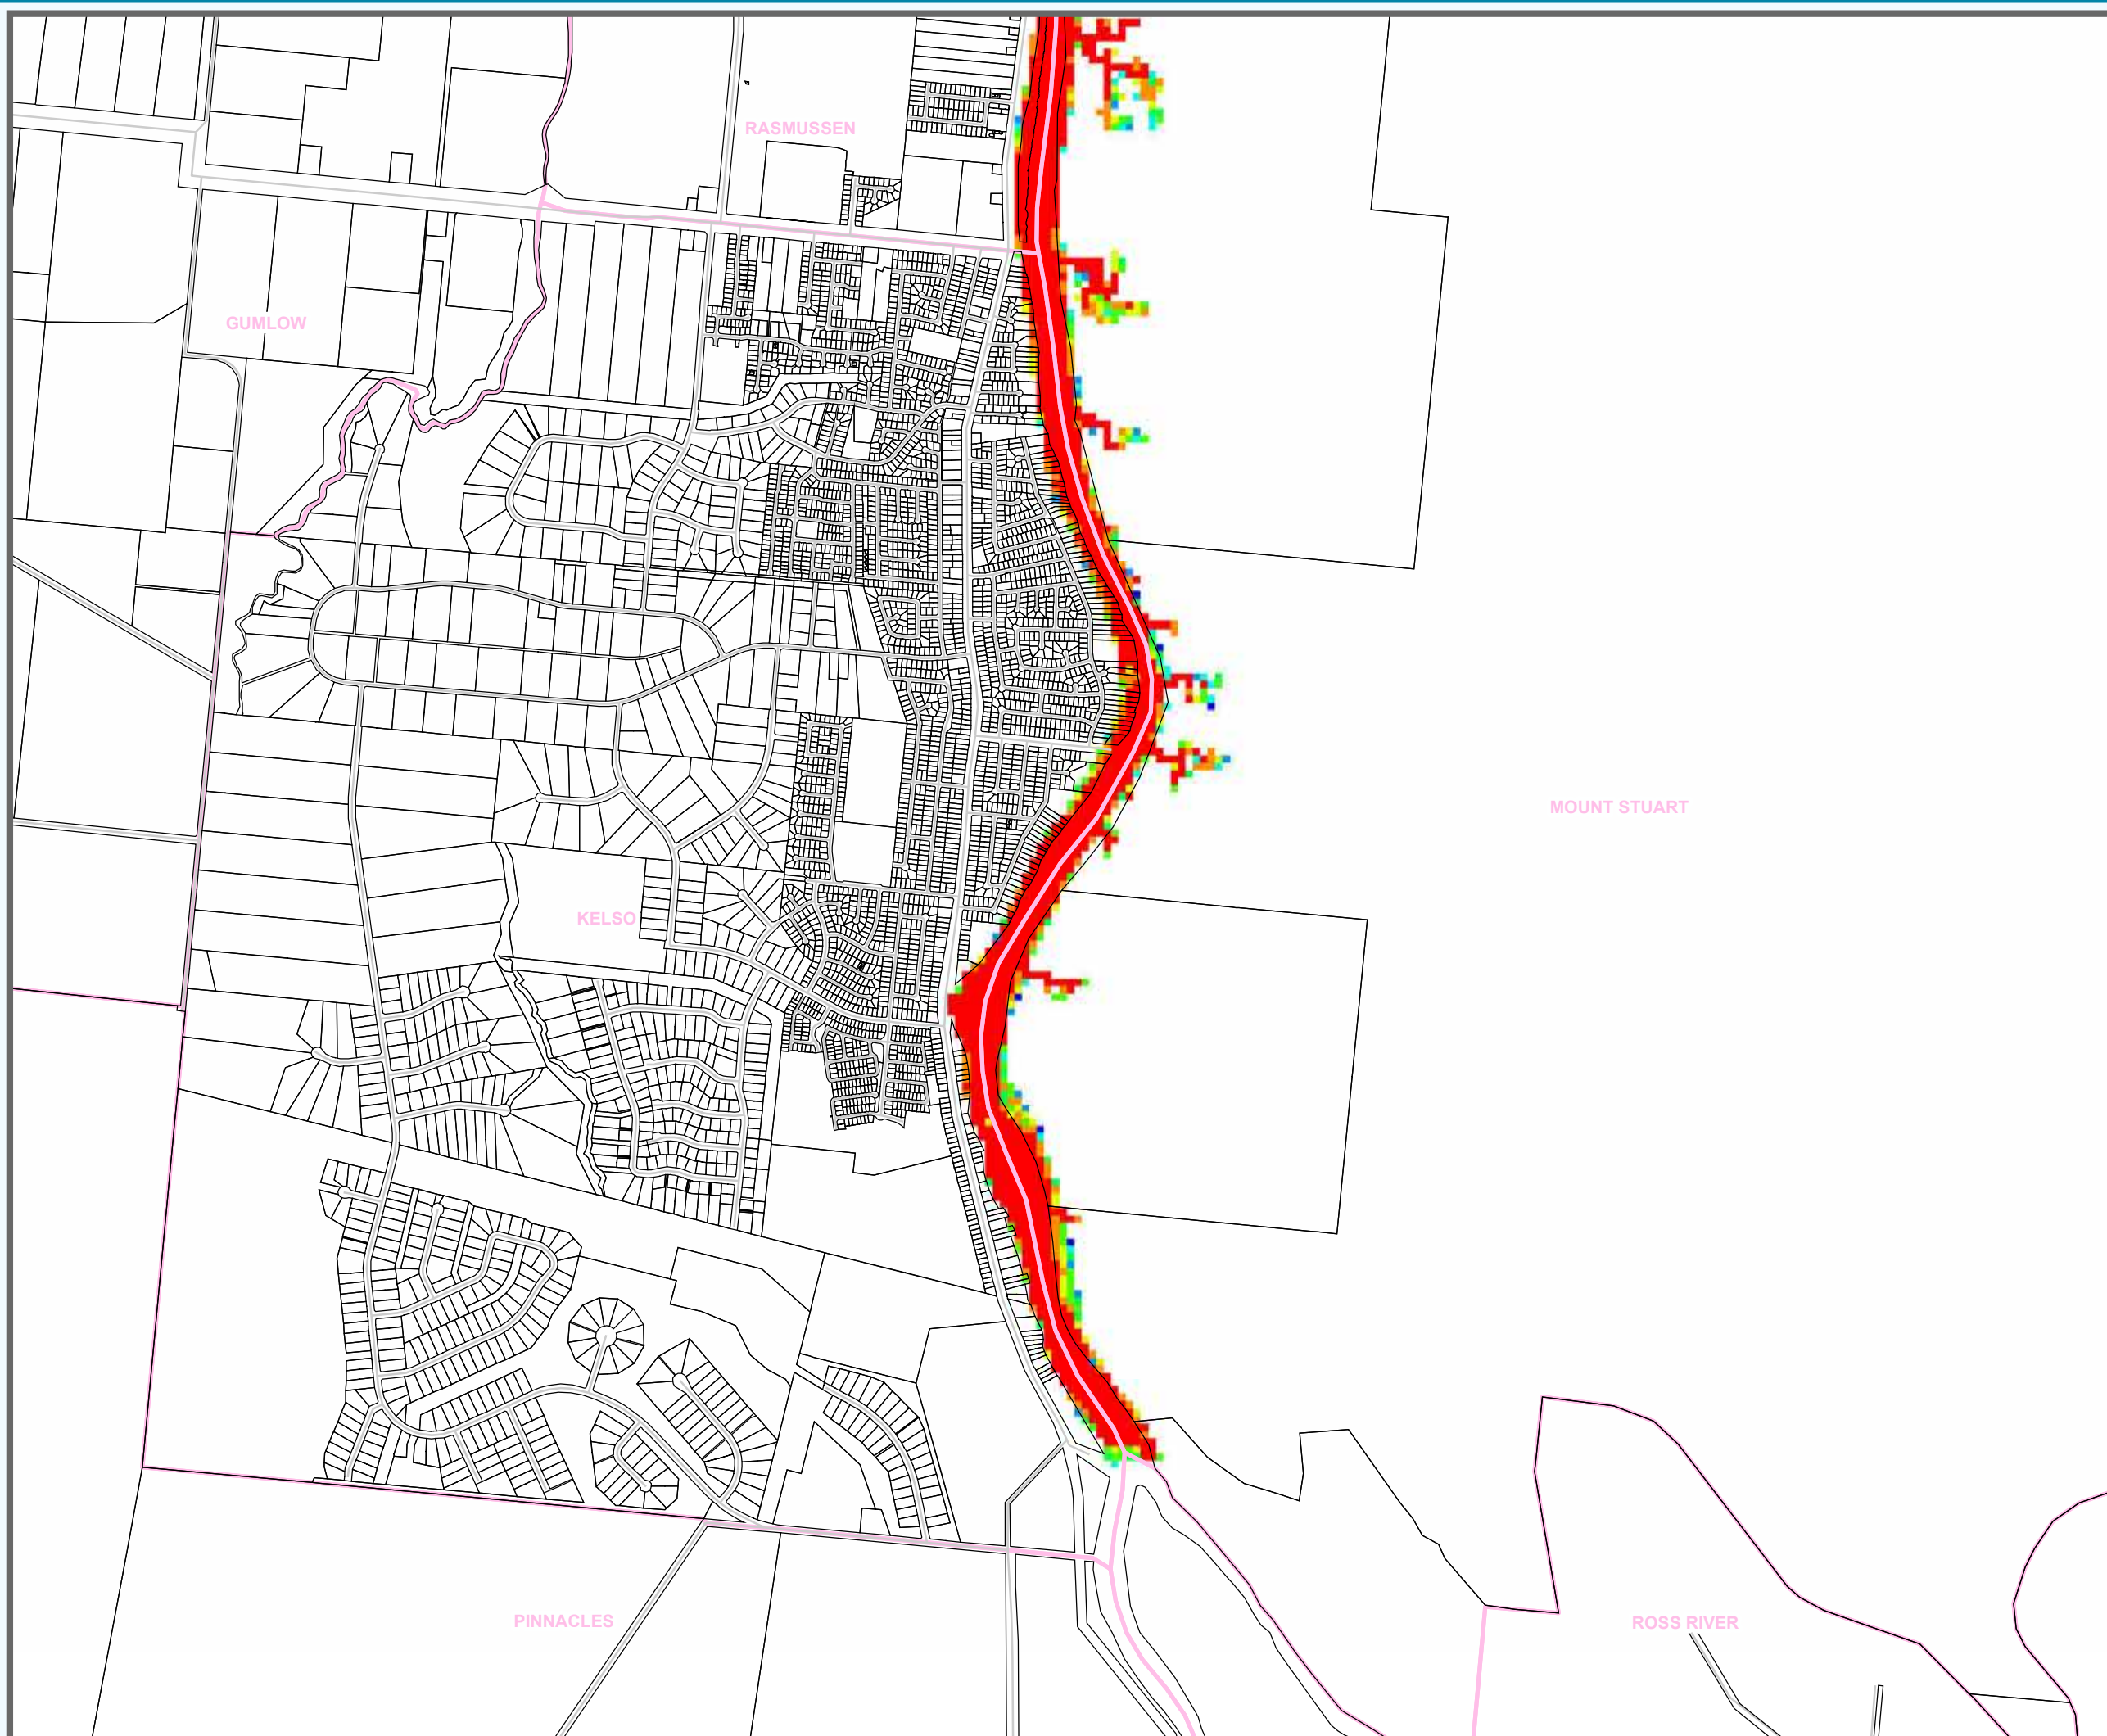 RASMUSSEN
GUMLOW
MOUNT STUART
KELSO
PINNACLES
ROSS RIVER